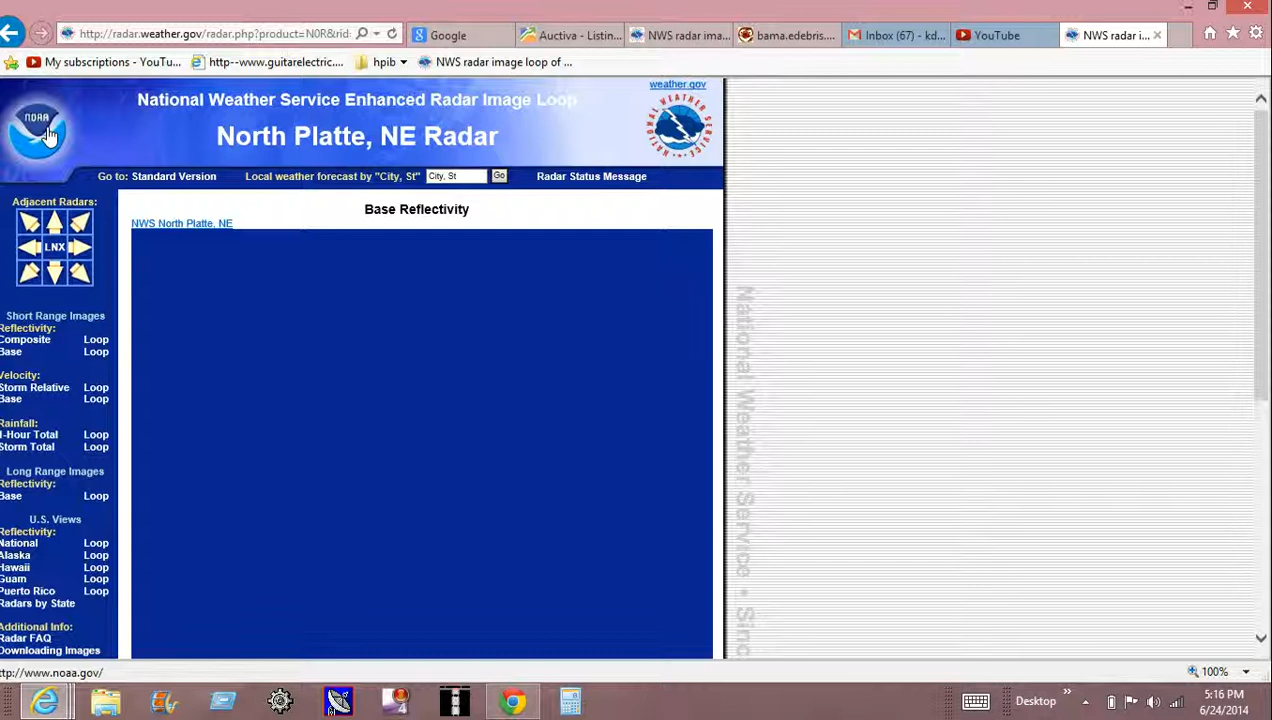 http://radar.weather.gov/radar.php?product=N0R&rid:
Google
Auctiva - Listin...
NWS radar ima...
bama.edebris....
Inbox (67) - kd...
YouTube
NWS radar i...
My subscriptions - YouTu...
http--www.guitarelectric....
hpib
NWS radar image loop of ...
weather.gov
NOAA
National Weather Service Enhanced Radar Image Loop
North Platte, NE Radar
Go to: Standard Version
Local weather forecast by "City, St"
City, St
Go
Radar Status Message
Adjacent Radars:
LNX
Base Reflectivity
NWS North Platte, NE
Short Range Images
Reflectivity:
Composite Loop
Base Loop
Velocity:
Storm Relative Loop
Base Loop
Rainfall:
1-Hour Total Loop
Storm Total Loop
Long Range Images
Reflectivity:
Base Loop
U.S. Views
Reflectivity:
National Loop
Alaska Loop
Hawaii Loop
Guam Loop
Puerto Rico Loop
Radars by State
Additional Info:
Radar FAQ
Downloading Images
National Weather Service • Sinc
ttp://www.noaa.gov/
100%
Desktop
5:16 PM
6/24/2014